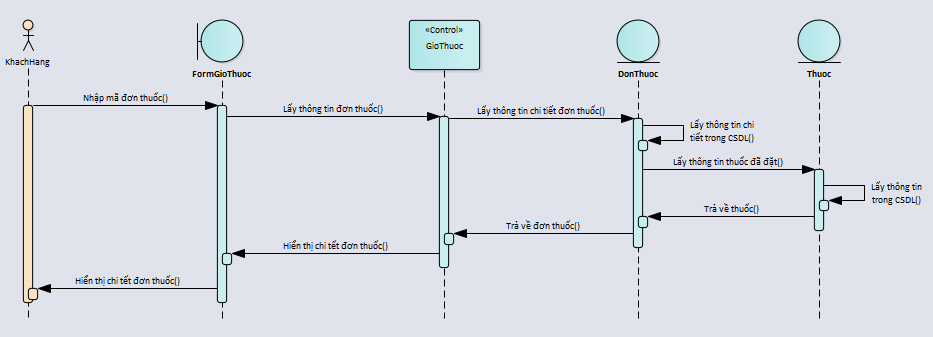 «Control»
GioThuoc
KhachHang
FormGioThuoc
DonThuoc
Thuoc
Nhập mã đơn thuốc()
Lấy thông tin đơn thuốc()
Lấy thông tin chi tiết đơn thuốc()
Lấy thông tin chi
tiết trong CSDL()
Lấy thông tin thuốc đã đặt()
Lấy thông tin
trong CSDL()
Trả về thuốc()
Trả về đơn thuốc()
Hiển thị chi tết đơn thuốc()
Hiển thị chi tết đơn thuốc()